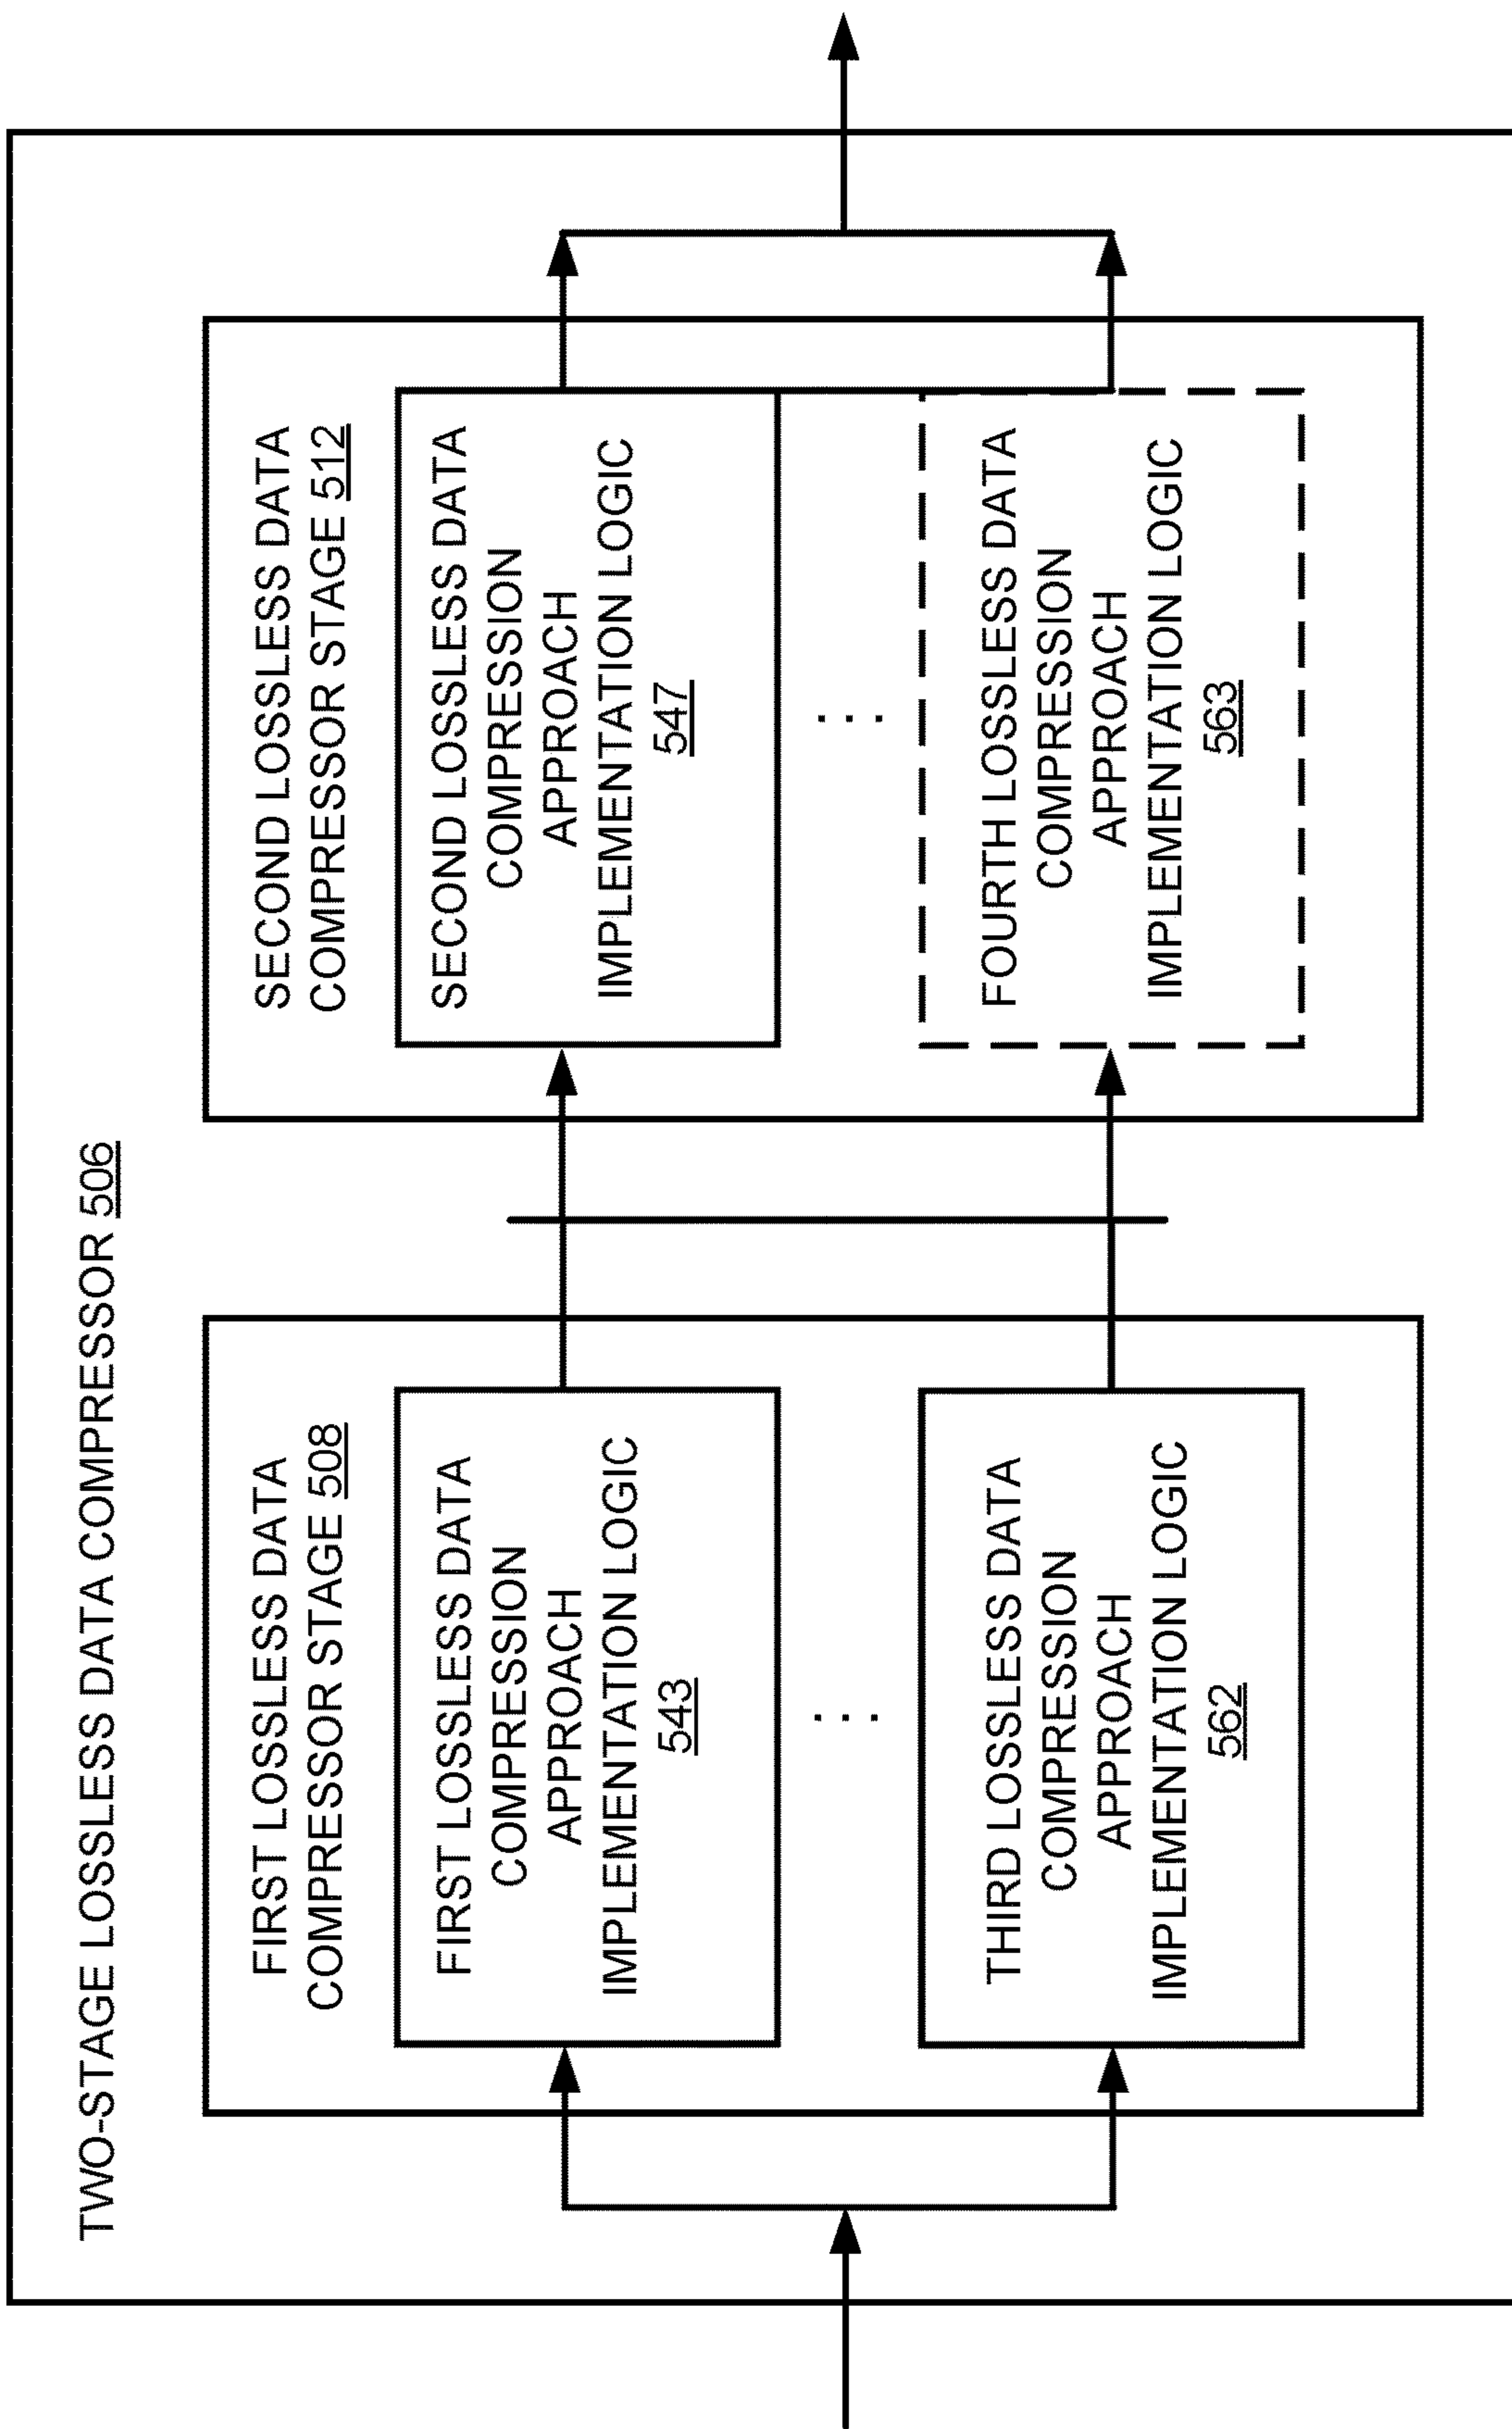 TWO-STAGE LOSSLESS DATA COMPRESSOR 506
FIRST LOSSLESS DATA
COMPRESSOR STAGE 508
FIRST LOSSLESS DATA
COMPRESSION
APPROACH
IMPLEMENTATION LOGIC
543
. . .
THIRD LOSSLESS DATA
COMPRESSION
APPROACH
IMPLEMENTATION LOGIC
562
SECOND LOSSLESS DATA
COMPRESSOR STAGE 512
SECOND LOSSLESS DATA
COMPRESSION
APPROACH
IMPLEMENTATION LOGIC
547
. . .
FOURTH LOSSLESS DATA
COMPRESSION
APPROACH
IMPLEMENTATION LOGIC
563